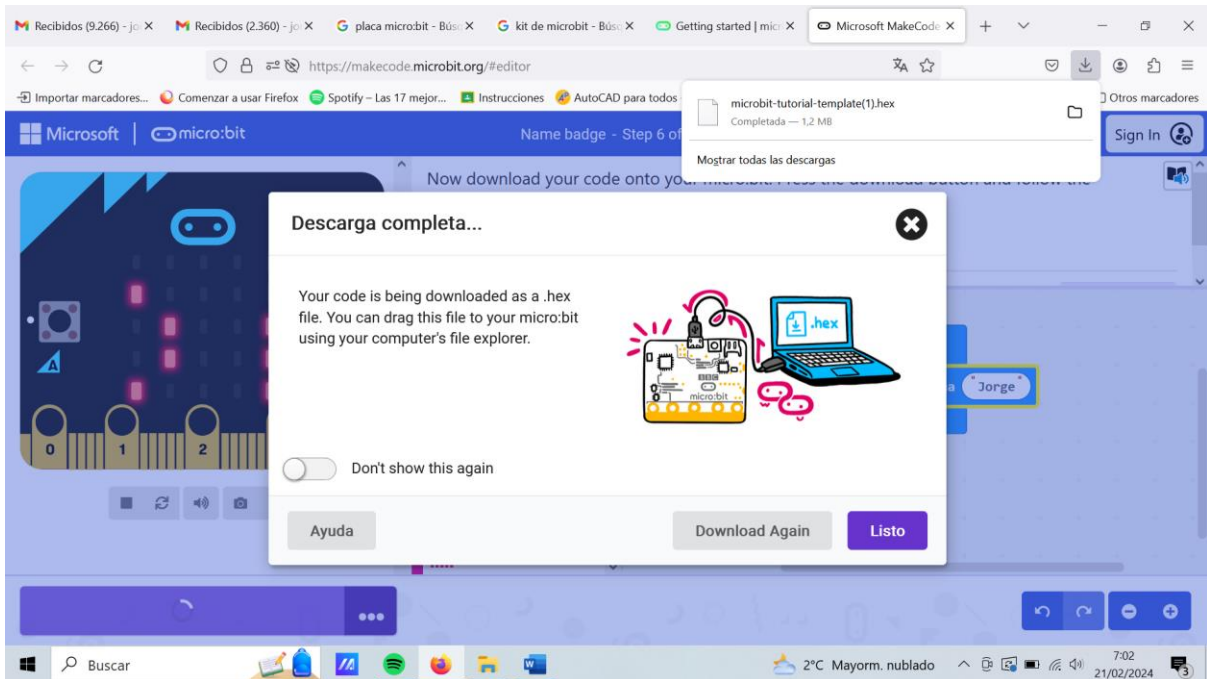 Recibidos (9.266) - jo
Recibidos (2.360) - jo
placa micro:bit - Bús
kit de microbit - Bús
Getting started | mic
Microsoft MakeCode
https://makecode.microbit.org/#editor
Importar marcadores...
Comenzar a usar Firefox
Spotify – Las 17 mejor...
Instrucciones
AutoCAD para todos
Otros marcadores
microbit-tutorial-template(1).hex
Completada — 1,2 MB
Mostrar todas las descargas
Microsoft
micro:bit
Name badge - Step 6 of
Sign In
Now download your code onto your micro:bit. Press the download button and follow the
Descarga completa...
Your code is being downloaded as a .hex
file. You can drag this file to your micro:bit
using your computer's file explorer.
.hex
micro:bit
Don't show this again
Ayuda
Download Again
Listo
A
0 1 2
a "Jorge"
Buscar
2°C Mayorm. nublado
7:02
21/02/2024
3